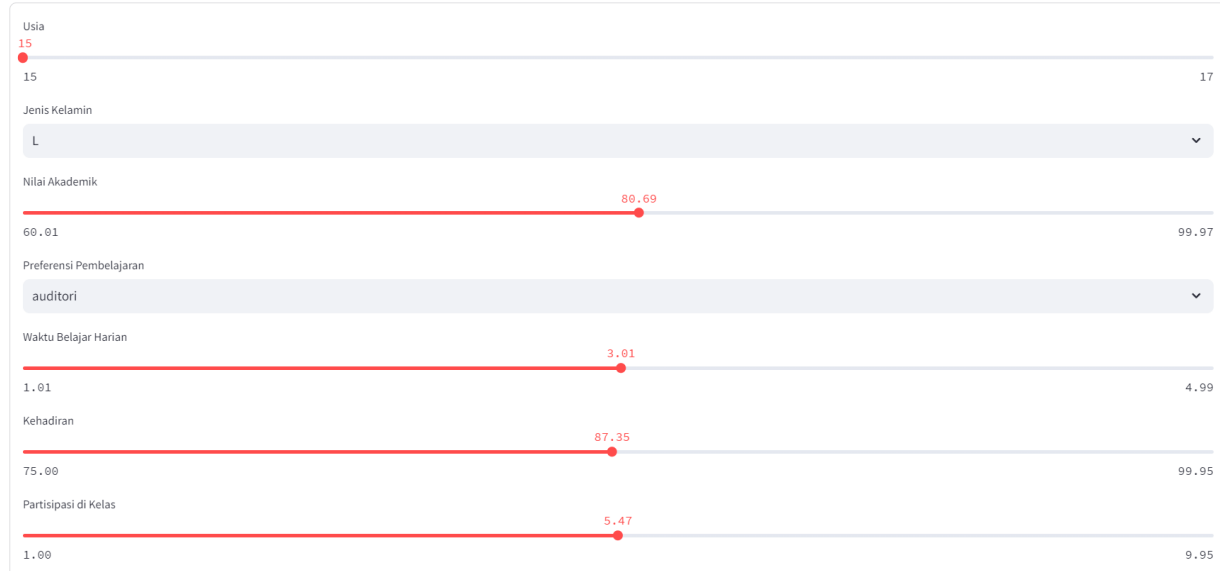 Usia
15
15 17
Jenis Kelamin
L
Nilai Akademik
80.69
60.01 99.97
Preferensi Pembelajaran
auditori
Waktu Belajar Harian
3.01
1.01 4.99
Kehadiran
87.35
75.00 99.95
Partisipasi di Kelas
5.47
1.00 9.95